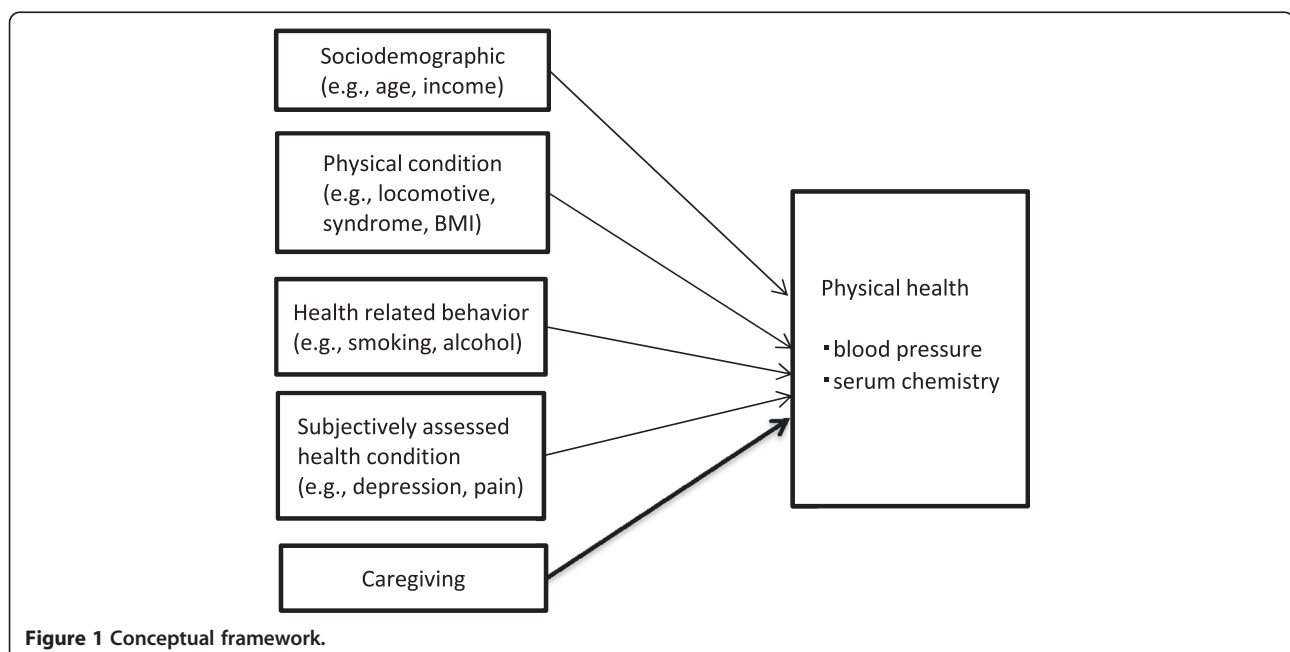 Sociodemographic
(e.g., age, income)
Physical condition
(e.g., locomotive,
syndrome, BMI)
Health related behavior
(e.g., smoking, alcohol)
Subjectively assessed
health condition
(e.g., depression, pain)
Caregiving
Physical health
▪blood pressure
▪serum chemistry
Figure 1 Conceptual framework.